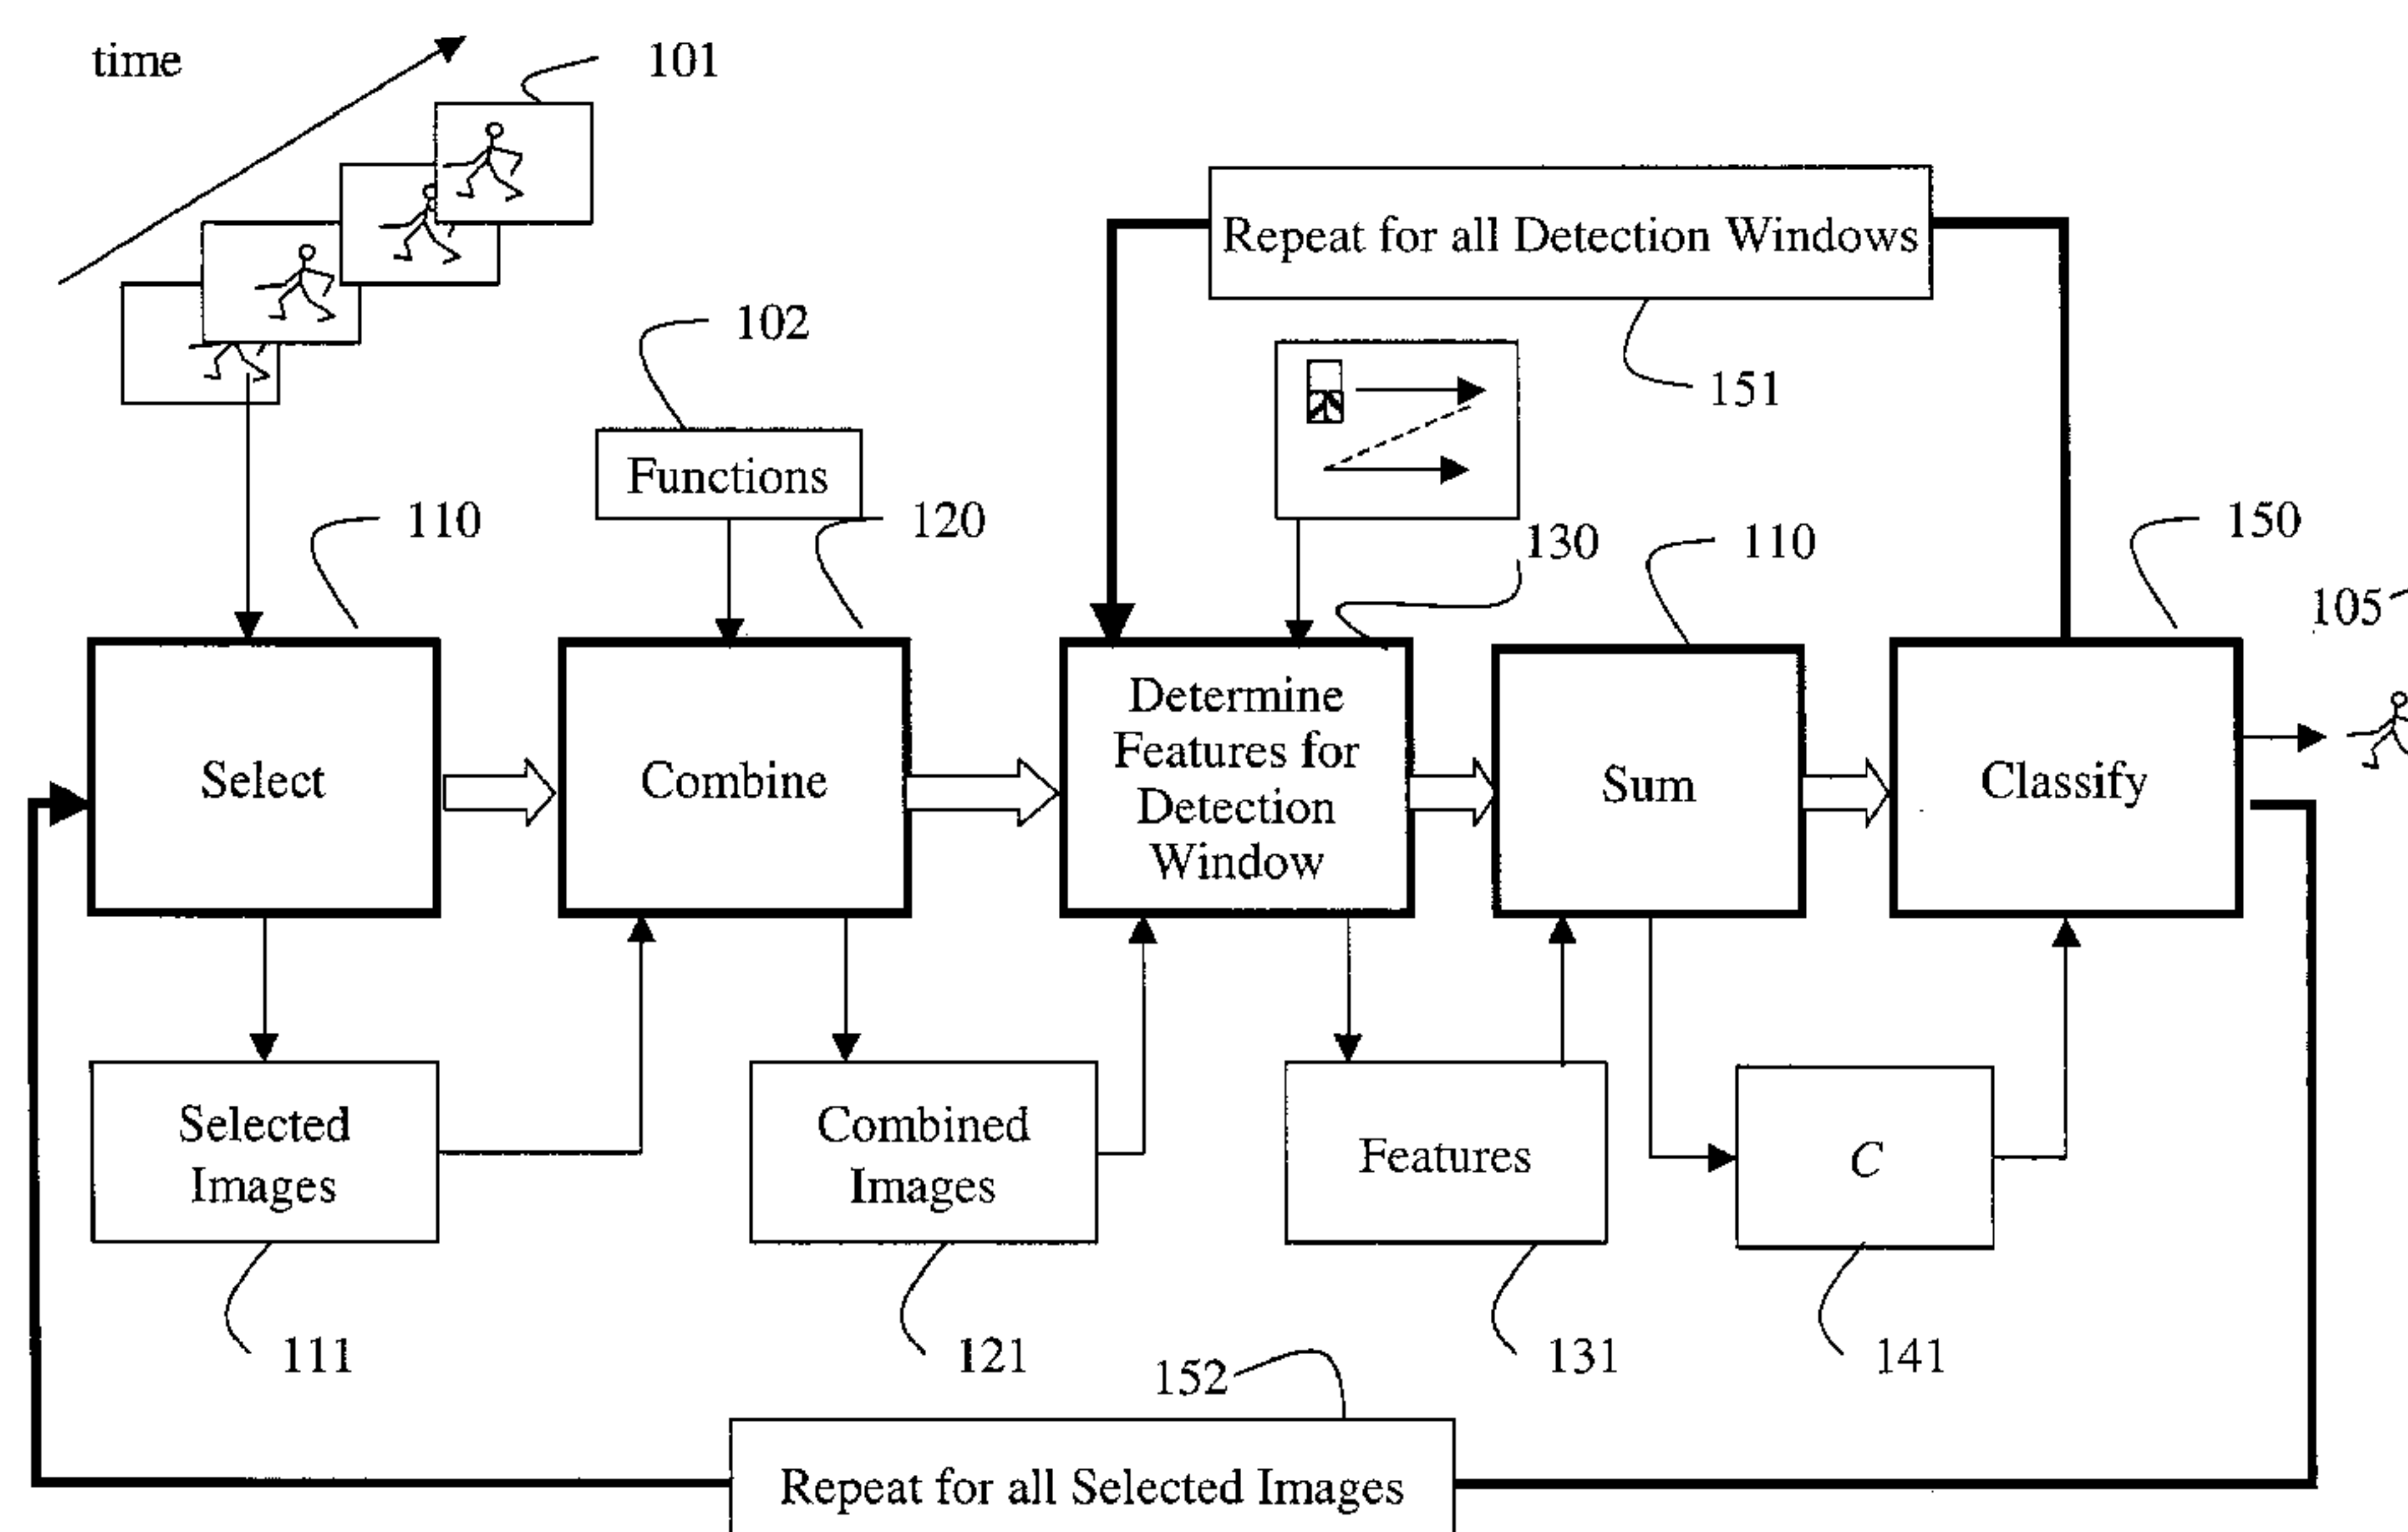 time
101
Repeat for all Detection Windows
102
151
Functions
110
120
130
110
150
105
Select
Combine
Determine
Features for
Detection
Window
Sum
Classify
Selected
Images
Combined
Images
Features
C
111
121
131
141
152
Repeat for all Selected Images